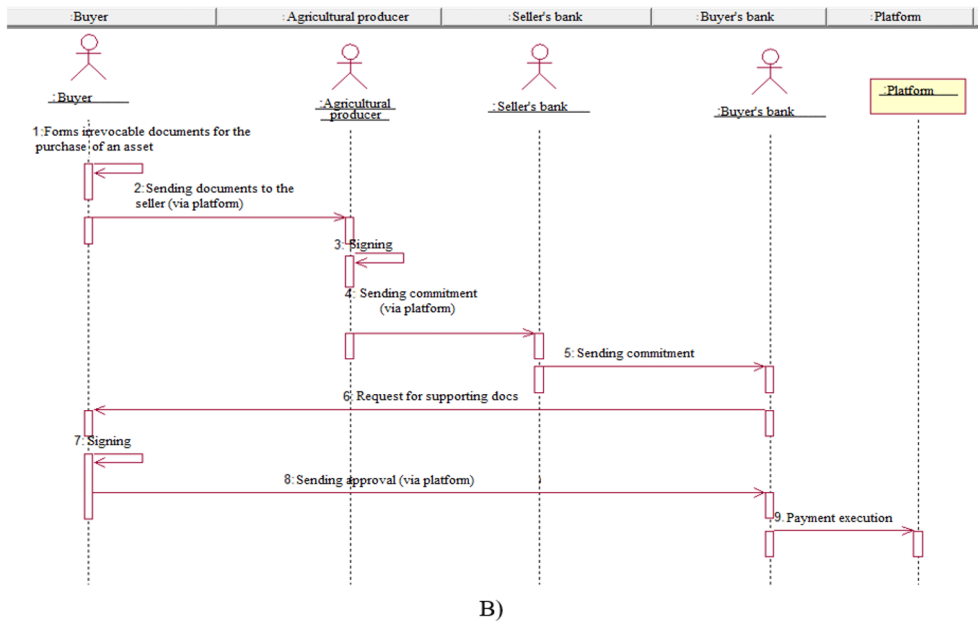 :Buyer
:Agricultural producer
:Seller's bank
:Buyer's bank
:Platform
:Buyer
:Agricultural
producer
:Seller's bank
:Buyer's bank
:Platform
1:Forms irrevocable documents for the
purchase of an asset
2:Sending documents to the
seller (via platform)
3: Signing
4: Sending commitment
(via platform)
5: Sending commitment
6: Request for supporting docs
7: Signing
8:Sending approval (via platform)
9. Payment execution
B)